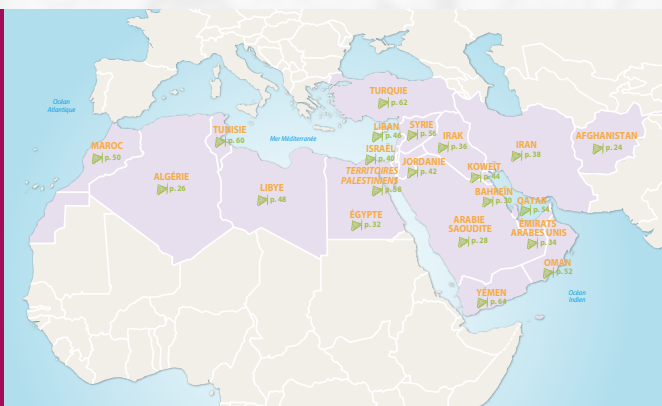 TURQUIE
p. 62
Océan
Atlantique
TUNISIE
p. 60
Mer Méditerranée
LIBAN
p. 46
SYRIE
p. 56
IRAK
p. 36
IRAN
p. 38
AFGHANISTAN
p. 24
MAROC
p. 50
ISRAËL
p. 40
JORDANIE
p. 42
KOWEÏT
p. 44
ALGÉRIE
p. 26
LIBYE
p. 48
TERRITOIRES
PALESTINIENS
p. 58
BAHREÏN
p. 30
QATAR
p. 54
ÉGYPTE
p. 32
ARABIE
SAOUDITE
p. 28
ÉMIRATS
ARABES UNIS
p. 34
OMAN
p. 32
YÉMEN
p. 64
Océan
Indien